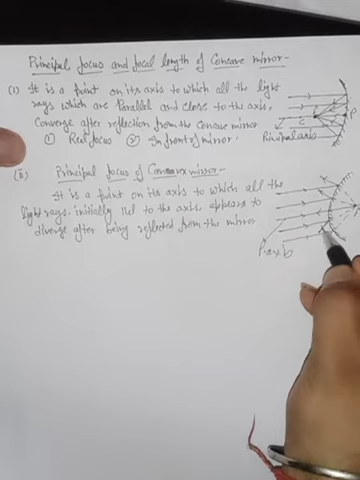 Principal focus and focal length of Concave mirror-
(i) It is a point on its axis to which all the light
rays which are Parallel and close to the axis,
Converge after reflection from the Concave mirror
① Real focus ② In front of mirror.
C
P
Principal axis
(ii) Principal focus of mirror-
It is a point on its axis to which all the
light rays, initially llel to the axis, appears to
diverge after being reflected from the mirror
P.axis